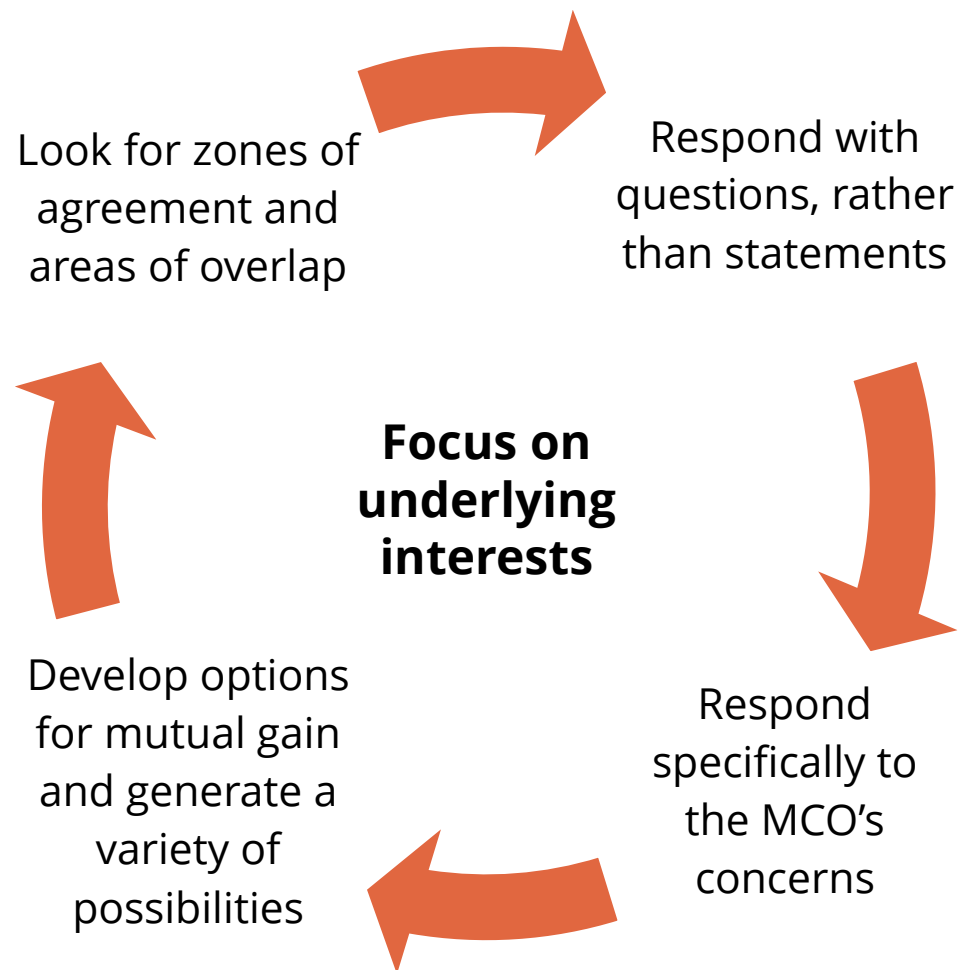 Look for zones of
agreement and
areas of overlap
Respond with
questions, rather
than statements
Focus on
underlying
interests
Develop options
for mutual gain
and generate a
variety of
possibilities
Respond
specifically to
the MCO’s
concerns